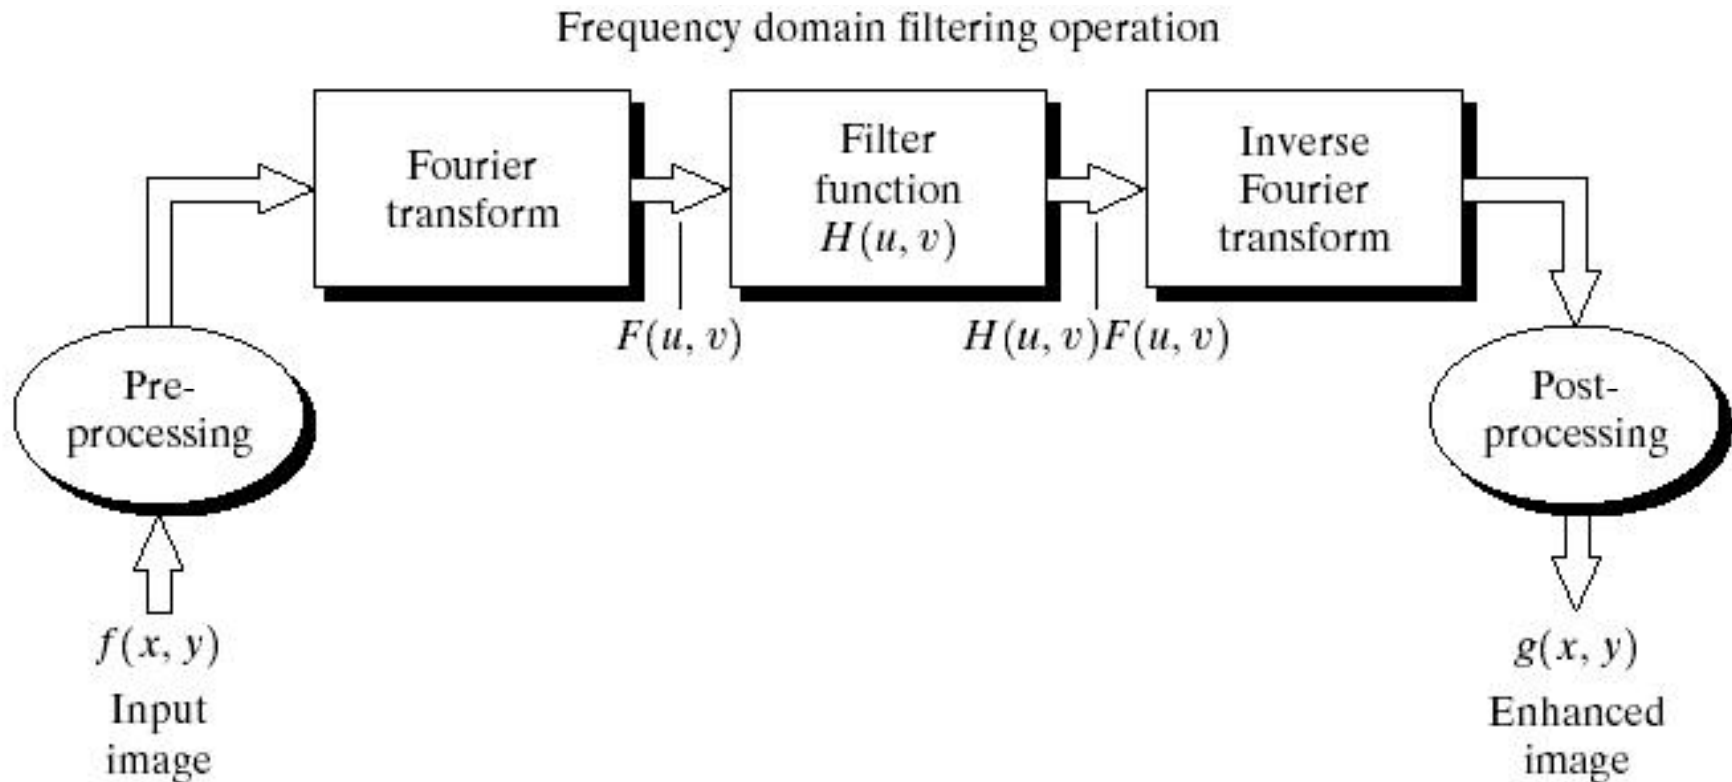 Frequency domain filtering operation
Fourier
transform
Filter
function
H(u, v)
Inverse
Fourier
transform
F(u, v)
H(u, v)F(u, v)
Pre-
processing
Post-
processing
f(x, y)
Input
image
g(x, y)
Enhanced
image